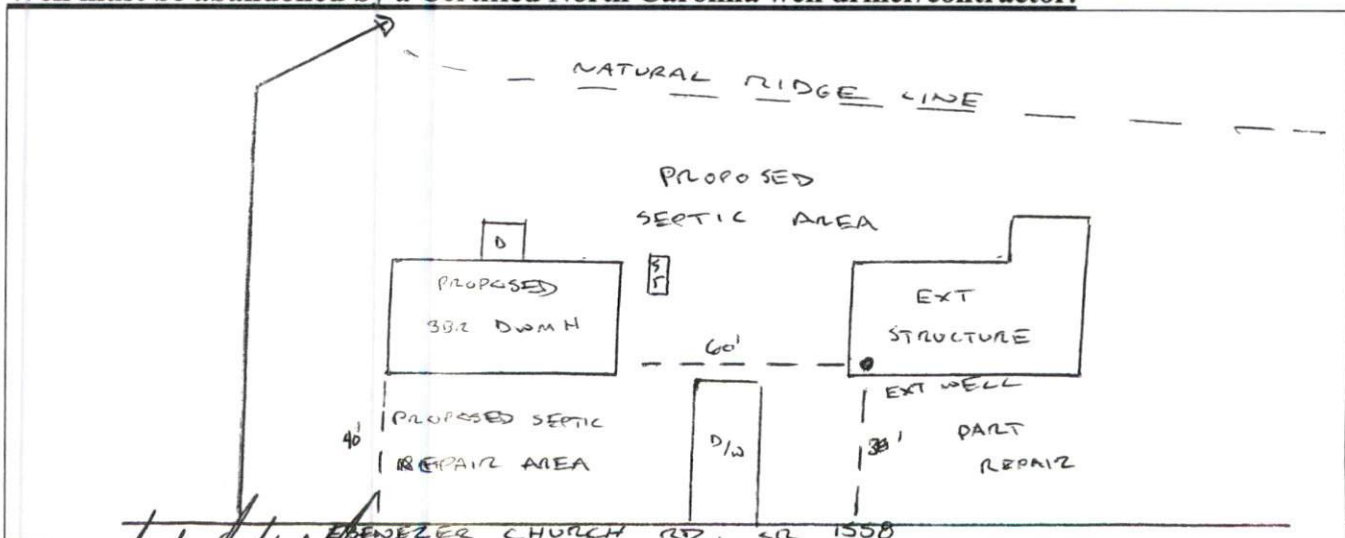 Well must be abandoned by a Certified North Carolina well driller/contractor.
NATURAL RIDGE LINE
PROPOSED
SEPTIC AREA
D
PROPOSED
DWMH
ST
EXT
STRUCTURE
60'
EXT WELL
40'
PROPOSED SEPTIC
REPAIR AREA
D/W
PART
REPAIR
EBENEZER CHURCH RD. SR 1558